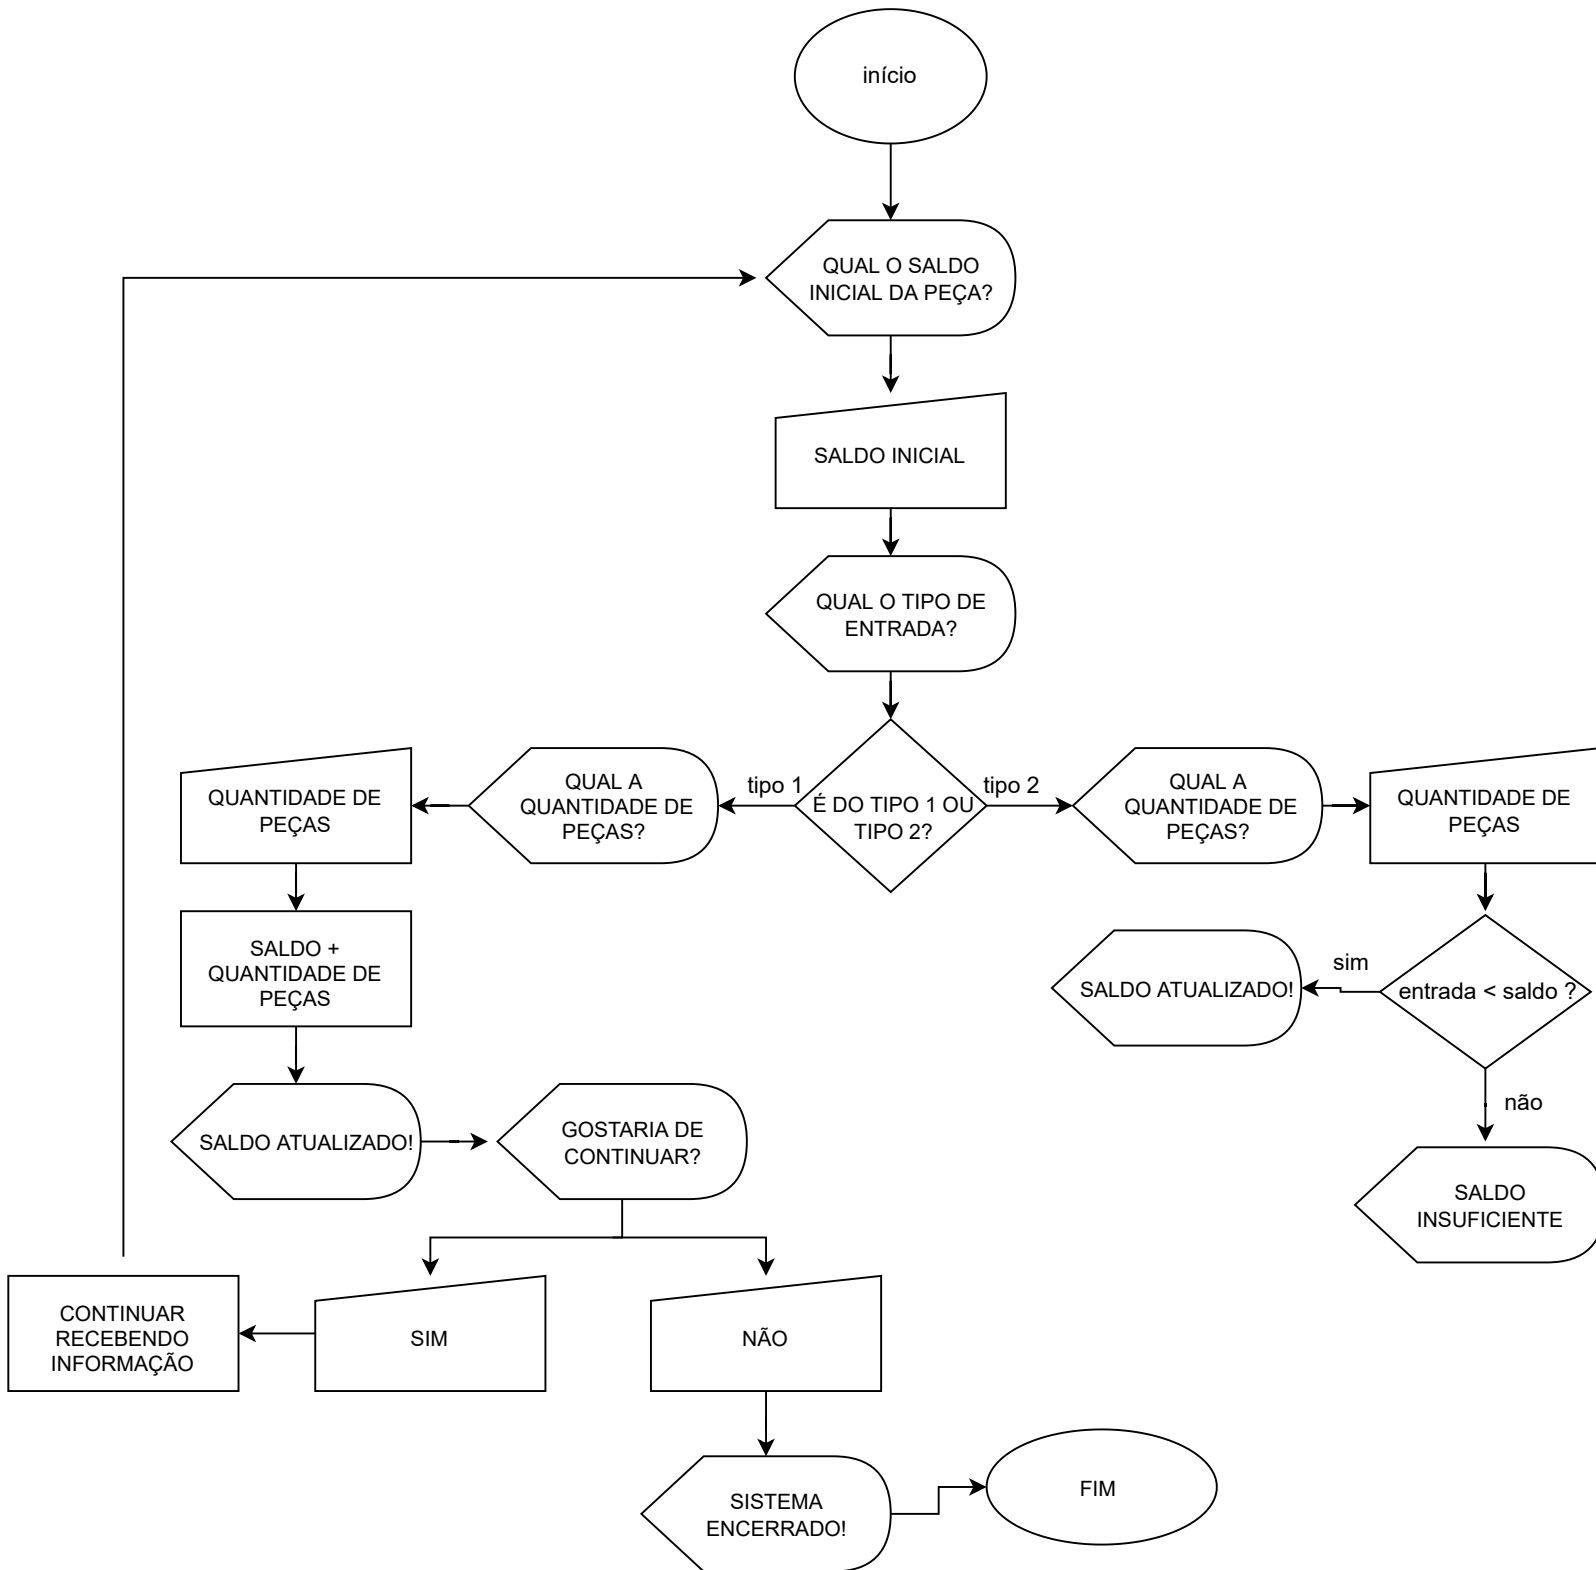 início
QUAL O SALDO
INICIAL DA PEÇA?
SALDO INICIAL
QUAL O TIPO DE
ENTRADA?
É DO TIPO 1 OU
TIPO 2?
tipo 1
QUAL A
QUANTIDADE DE
PEÇAS?
QUANTIDADE DE
PEÇAS
SALDO +
QUANTIDADE DE
PEÇAS
SALDO ATUALIZADO!
GOSTARIA DE
CONTINUAR?
SIM
CONTINUAR
RECEBENDO
INFORMAÇÃO
NÃO
SISTEMA
ENCERRADO!
FIM
tipo 2
QUAL A
QUANTIDADE DE
PEÇAS?
QUANTIDADE DE
PEÇAS
entrada < saldo ?
sim
SALDO ATUALIZADO!
não
SALDO
INSUFICIENTE